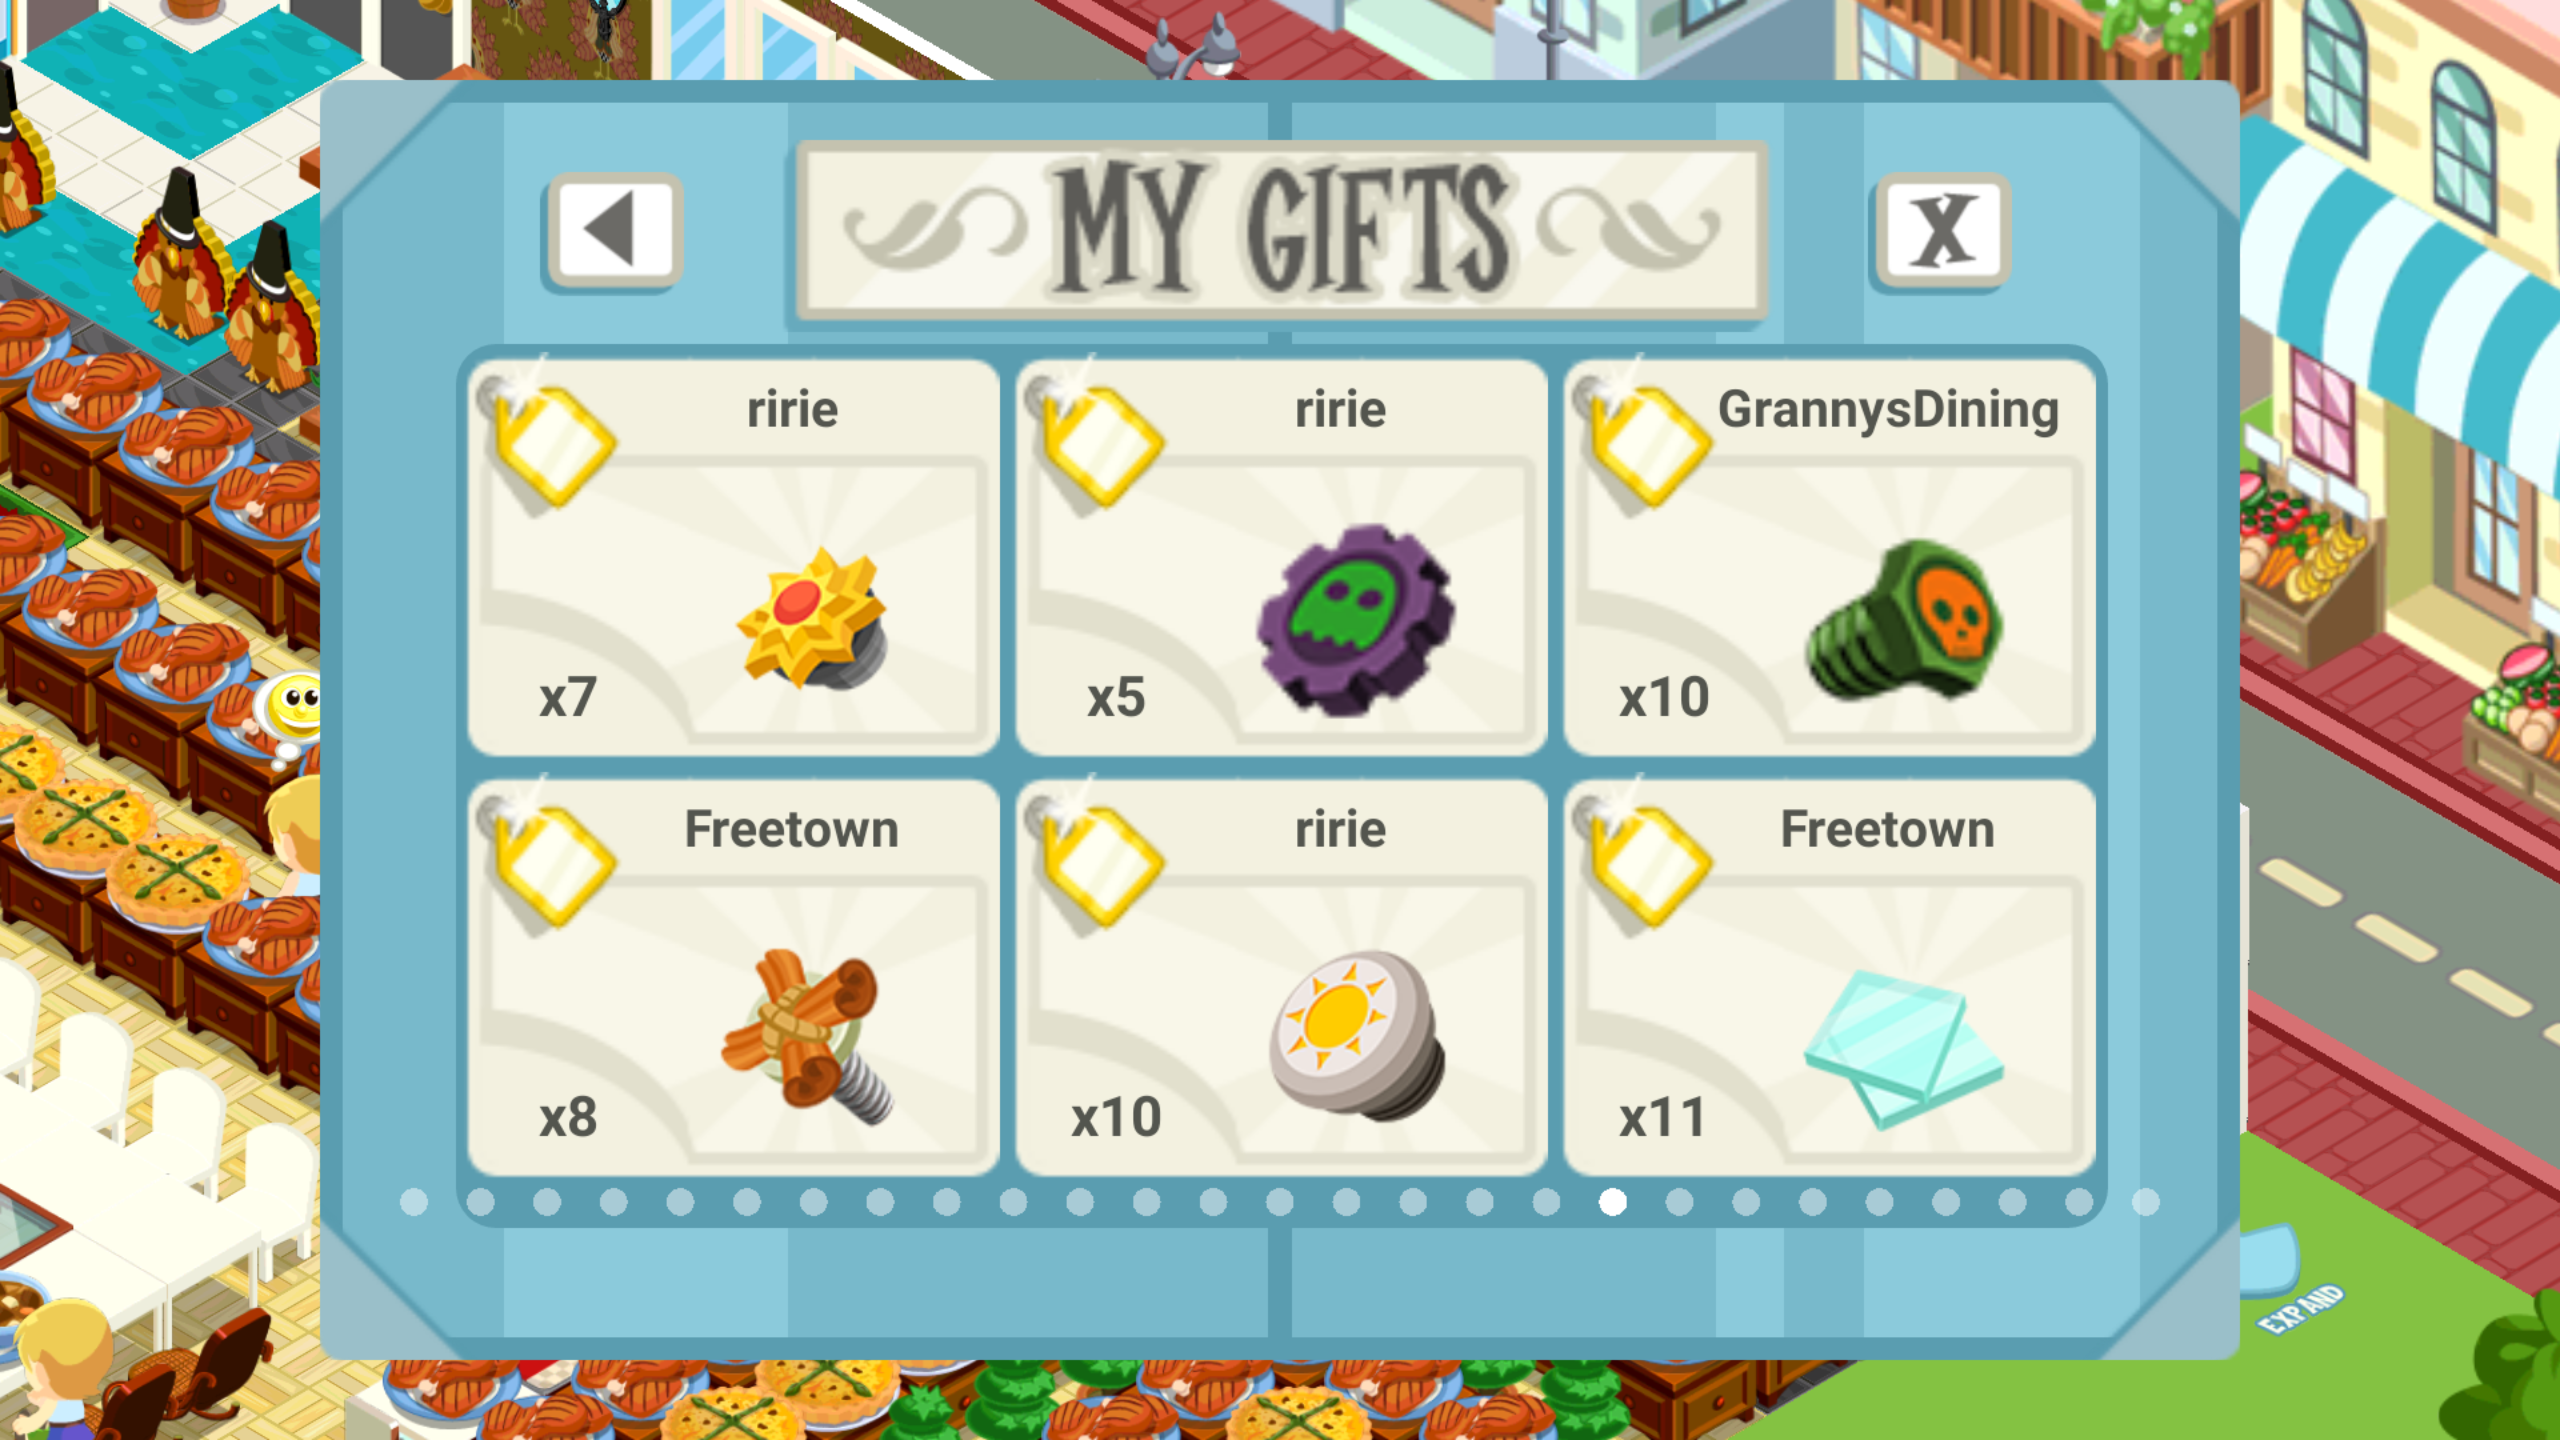 MY GIFTS
X
ririe
x7
ririe
x5
GrannysDining
x10
Freetown
x8
ririe
x10
Freetown
x11
EXPAND